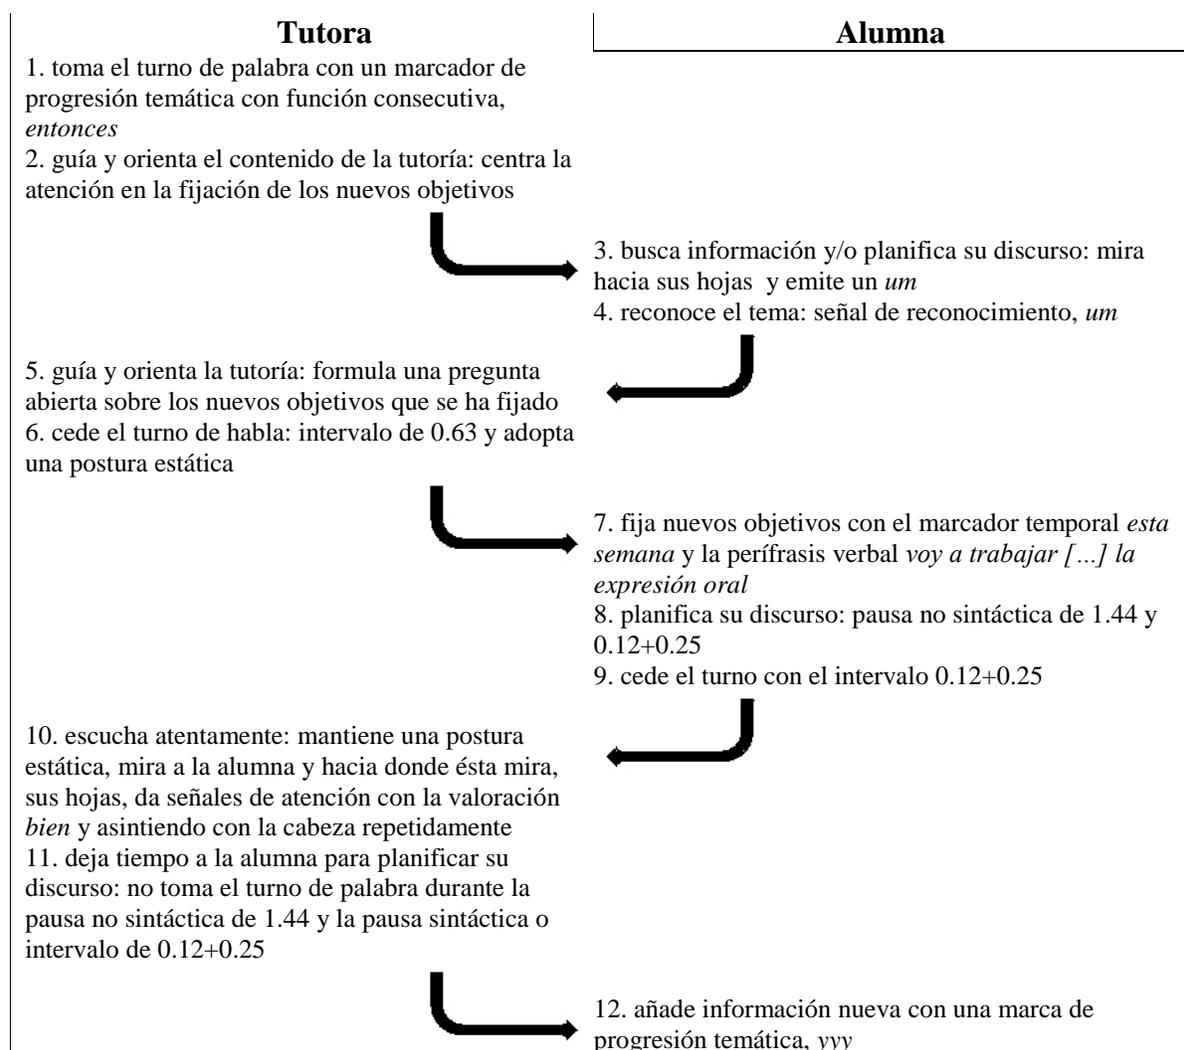 Tutora
Alumna
1. toma el turno de palabra con un marcador de
progresión temática con función consecutiva,
entonces
2. guía y orienta el contenido de la tutoría: centra la
atención en la fijación de los nuevos objetivos
3. busca información y/o planifica su discurso: mira
hacia sus hojas y emite un um
4. reconoce el tema: señal de reconocimiento, um
5. guía y orienta la tutoría: formula una pregunta
abierta sobre los nuevos objetivos que se ha fijado
6. cede el turno de habla: intervalo de 0.63 y adopta
una postura estática
7. fija nuevos objetivos con el marcador temporal esta
semana y la perífrasis verbal voy a trabajar [...] la
expresión oral
8. planifica su discurso: pausa no sintáctica de 1.44 y
0.12+0.25
9. cede el turno con el intervalo 0.12+0.25
10. escucha atentamente: mantiene una postura
estática, mira a la alumna y hacia donde ésta mira,
sus hojas, da señales de atención con la valoración
bien y asintiendo con la cabeza repetidamente
11. deja tiempo a la alumna para planificar su
discurso: no toma el turno de palabra durante la
pausa no sintáctica de 1.44 y la pausa sintáctica o
intervalo de 0.12+0.25
12. añade información nueva con una marca de
progresión temática, yyy